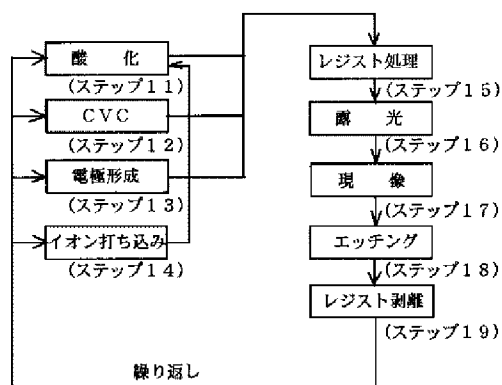 酸　化
(ステップ１１)
ＣＶＣ
(ステップ１２)
電極形成
(ステップ１３)
イオン打ち込み
(ステップ１４)
レジスト処理
(ステップ１５)
露　光
(ステップ１６)
現　像
(ステップ１７)
エッチング
(ステップ１８)
レジスト剥離
(ステップ１９)
繰り返し